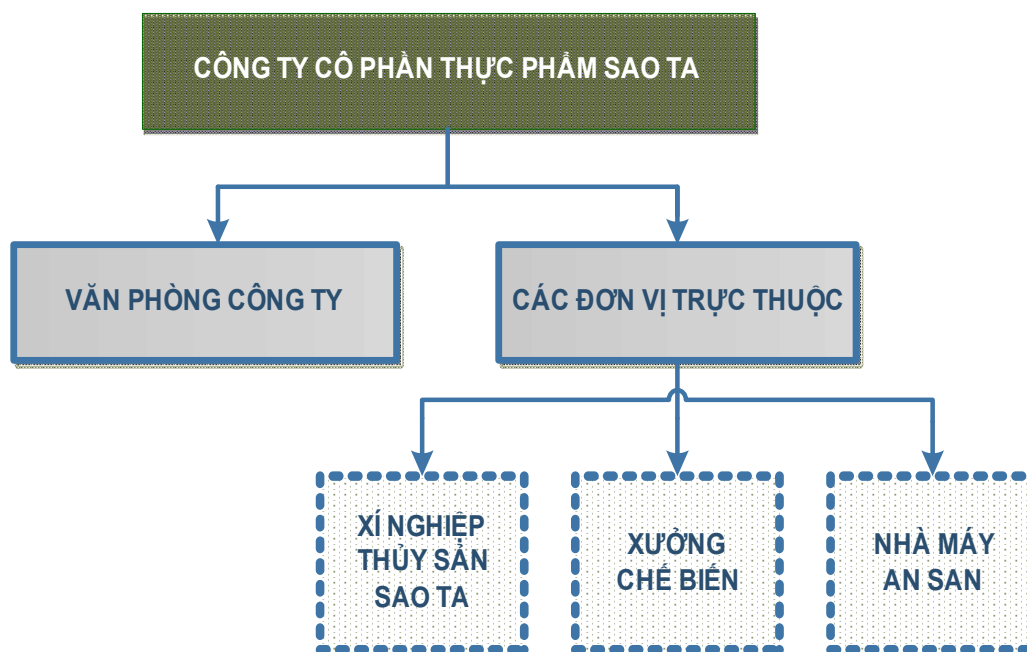 CÔNG TY CÔ PHẦN THỰC PHẨM SAO TA
VĂN PHÒNG CÔNG TY
CÁC ĐƠN VỊ TRỰC THUỘC
XÍ NGHIỆP
THỦY SẢN
SAO TA
XƯỞNG
CHẾ BIẾN
NHÀ MÁY
AN SAN